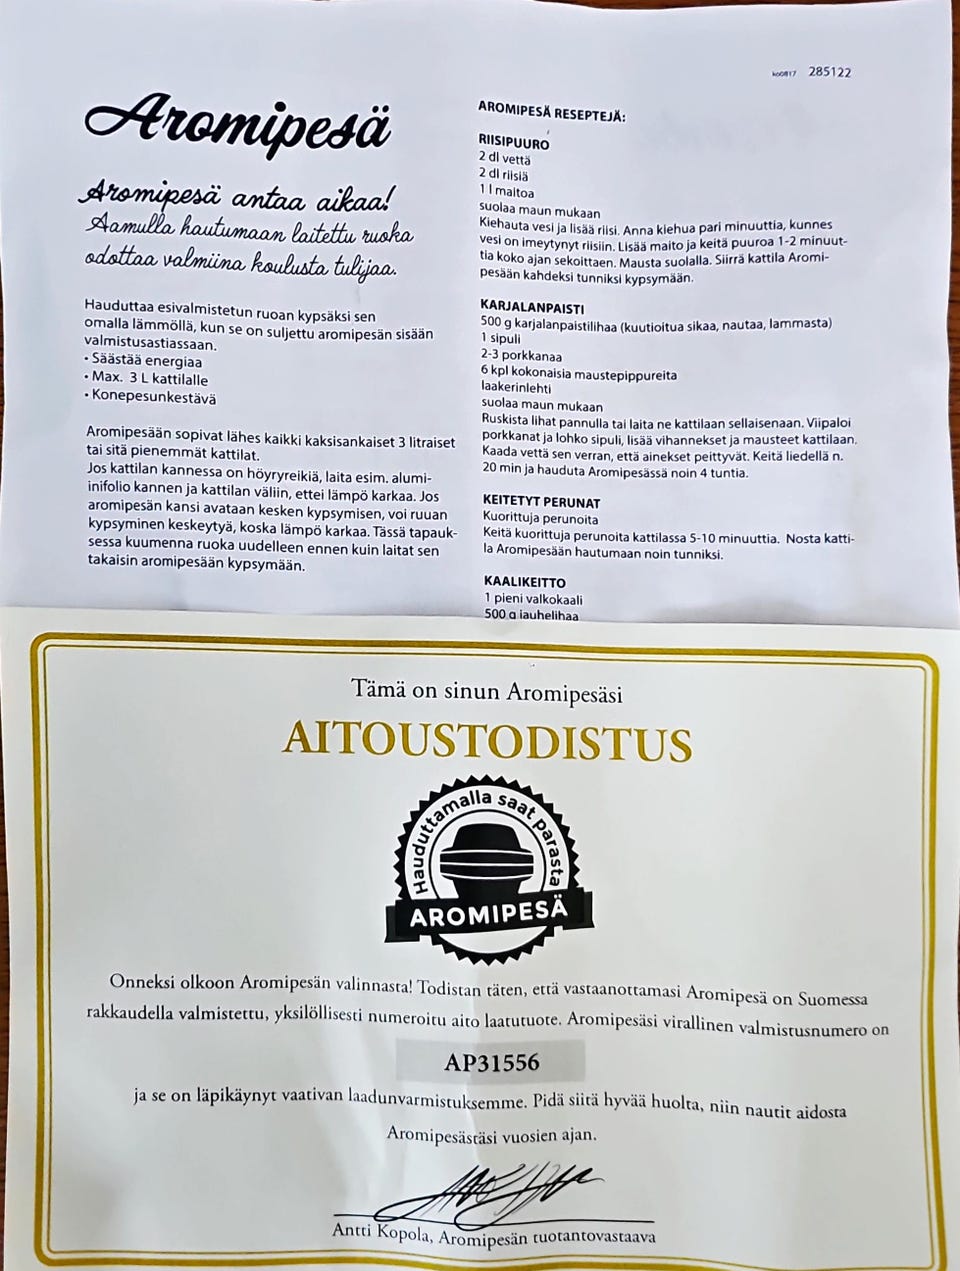 ko0817 285122
Aromipesä
Aromipesä antaa aikaa!
Aamulla hautumaan laitettu ruoka
odottaa valmiina koulusta tulijaa.
Hauduttaa esivalmistetun ruoan kypsäksi sen
omalla lämmöllä, kun se on suljettu aromipesän sisään
valmistusastiassaan.
• Säästää energiaa
• Max. 3 L kattilalle
• Konepesunkestävä
Aromipesään sopivat lähes kaikki kaksisankaiset 3 litraiset
tai sitä pienemmät kattilat.
Jos kattilan kannessa on höyryreikiä, laita esim. alumi-
inifolio kannen ja kattilan väliin, ettei lämpö karkaa. Jos
aromipesän kansi avataan kesken kypsymisen, voi ruuan
kypsyminen keskeytyä, koska lämpö karkaa. Tässä tapauk-
sessa kuumenna ruoka uudelleen ennen kuin laitat sen
takaisin aromipesään kypsymään.
AROMIPESÄ RESEPTEJÄ:
RIISIPUURO
2 dl vettä
2 dl riisiä
1 l maitoa
suolaa maun mukaan
Kiehauta vesi ja lisää riisi. Anna kiehua pari minuuttia, kunnes
vesi on imeytynyt riisiin. Lisää maito ja keitä puuroa 1-2 minuut-
tia koko ajan sekoittaen. Mausta suolalla. Siirrä kattila Aromi-
pesään kahdeksi tunniksi kypsymään.
KARJALANPAISTI
500 g karjalanpaistilihaa (kuutioitua sikaa, nautaa, lammasta)
1 sipuli
2-3 porkkanaa
6 kpl kokonaisia maustepippureita
laakerinlehti
suolaa maun mukaan
Ruskista lihat pannulla tai laita ne kattilaan sellaisenaan. Viipaloi
porkkanat ja lohko sipuli, lisää vihannekset ja mausteet kattilaan.
Kaada vettä sen verran, että ainekset peittyvät. Keitä liedellä n.
20 min ja hauduta Aromipesässä noin 4 tuntia.
KEITETYT PERUNAT
Kuorittuja perunoita
Keitä kuorittuja perunoita kattilassa 5-10 minuuttia. Nosta katti-
la Aromipesään hautumaan noin tunniksi.
KAALIKEITTO
1 pieni valkokaali
500 g jauhelihaa
Tämä on sinun Aromipesäsi
AITOUSTODISTUS
Hauduttamalla saat parasta
AROMIPESÄ
Onneksi olkoon Aromipesän valinnasta! Todistan täten, että vastaanottamasi Aromipesä on Suomessa
rakkaudella valmistettu, yksilöllisesti numeroitu aito laatutuote. Aromipesäsi virallinen valmistusnumero on
AP31556
ja se on läpikäynyt vaativan laadunvarmistuksemme. Pidä siitä hyvää huolta, niin nautit aidosta
Aromipesästäsi vuosien ajan.
Antti Kopola, Aromipesän tuotantovastaava